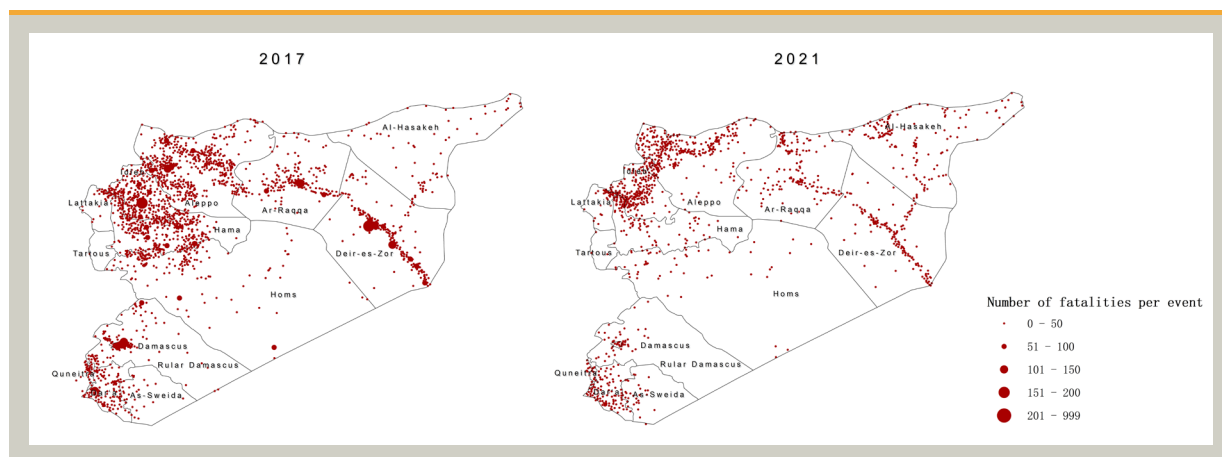 2017
2021
Al-Hasakeh
Lattakia
Aleppo
Ar-Raqqa
Hama
Tartous
Deir-es-Zor
Homs
Damascus
Rular Damascus
Quneitra
As-Sweida
Al-Hasakeh
Idleb
Lattakia
Aleppo
Ar-Raqqa
Hama
Tartous
Deir-es-Zor
Homs
Damascus
Rular Damascus
Quneitra
As-Sweida
Number of fatalities per event
0 - 50
51 - 100
101 - 150
151 - 200
201 - 999